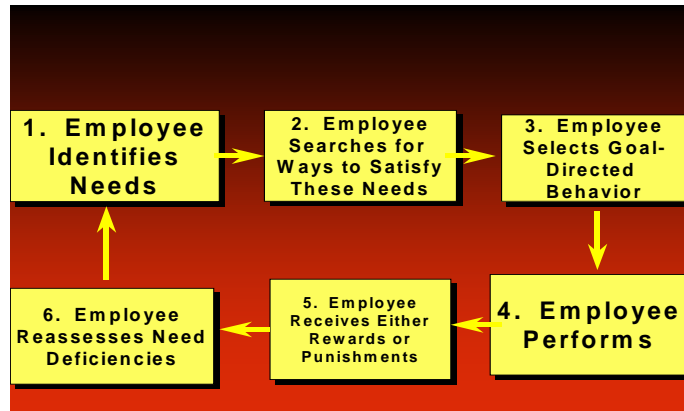 1. Employee
Identifies
Needs
2. Employee
Searches for
Ways to Satisfy
These Needs
3. Employee
Selects Goal-
Directed
Behavior
4. Employee
Performs
5. Employee
Receives Either
Rewards or
Punishments
6. Employee
Reassesses Need
Deficiencies